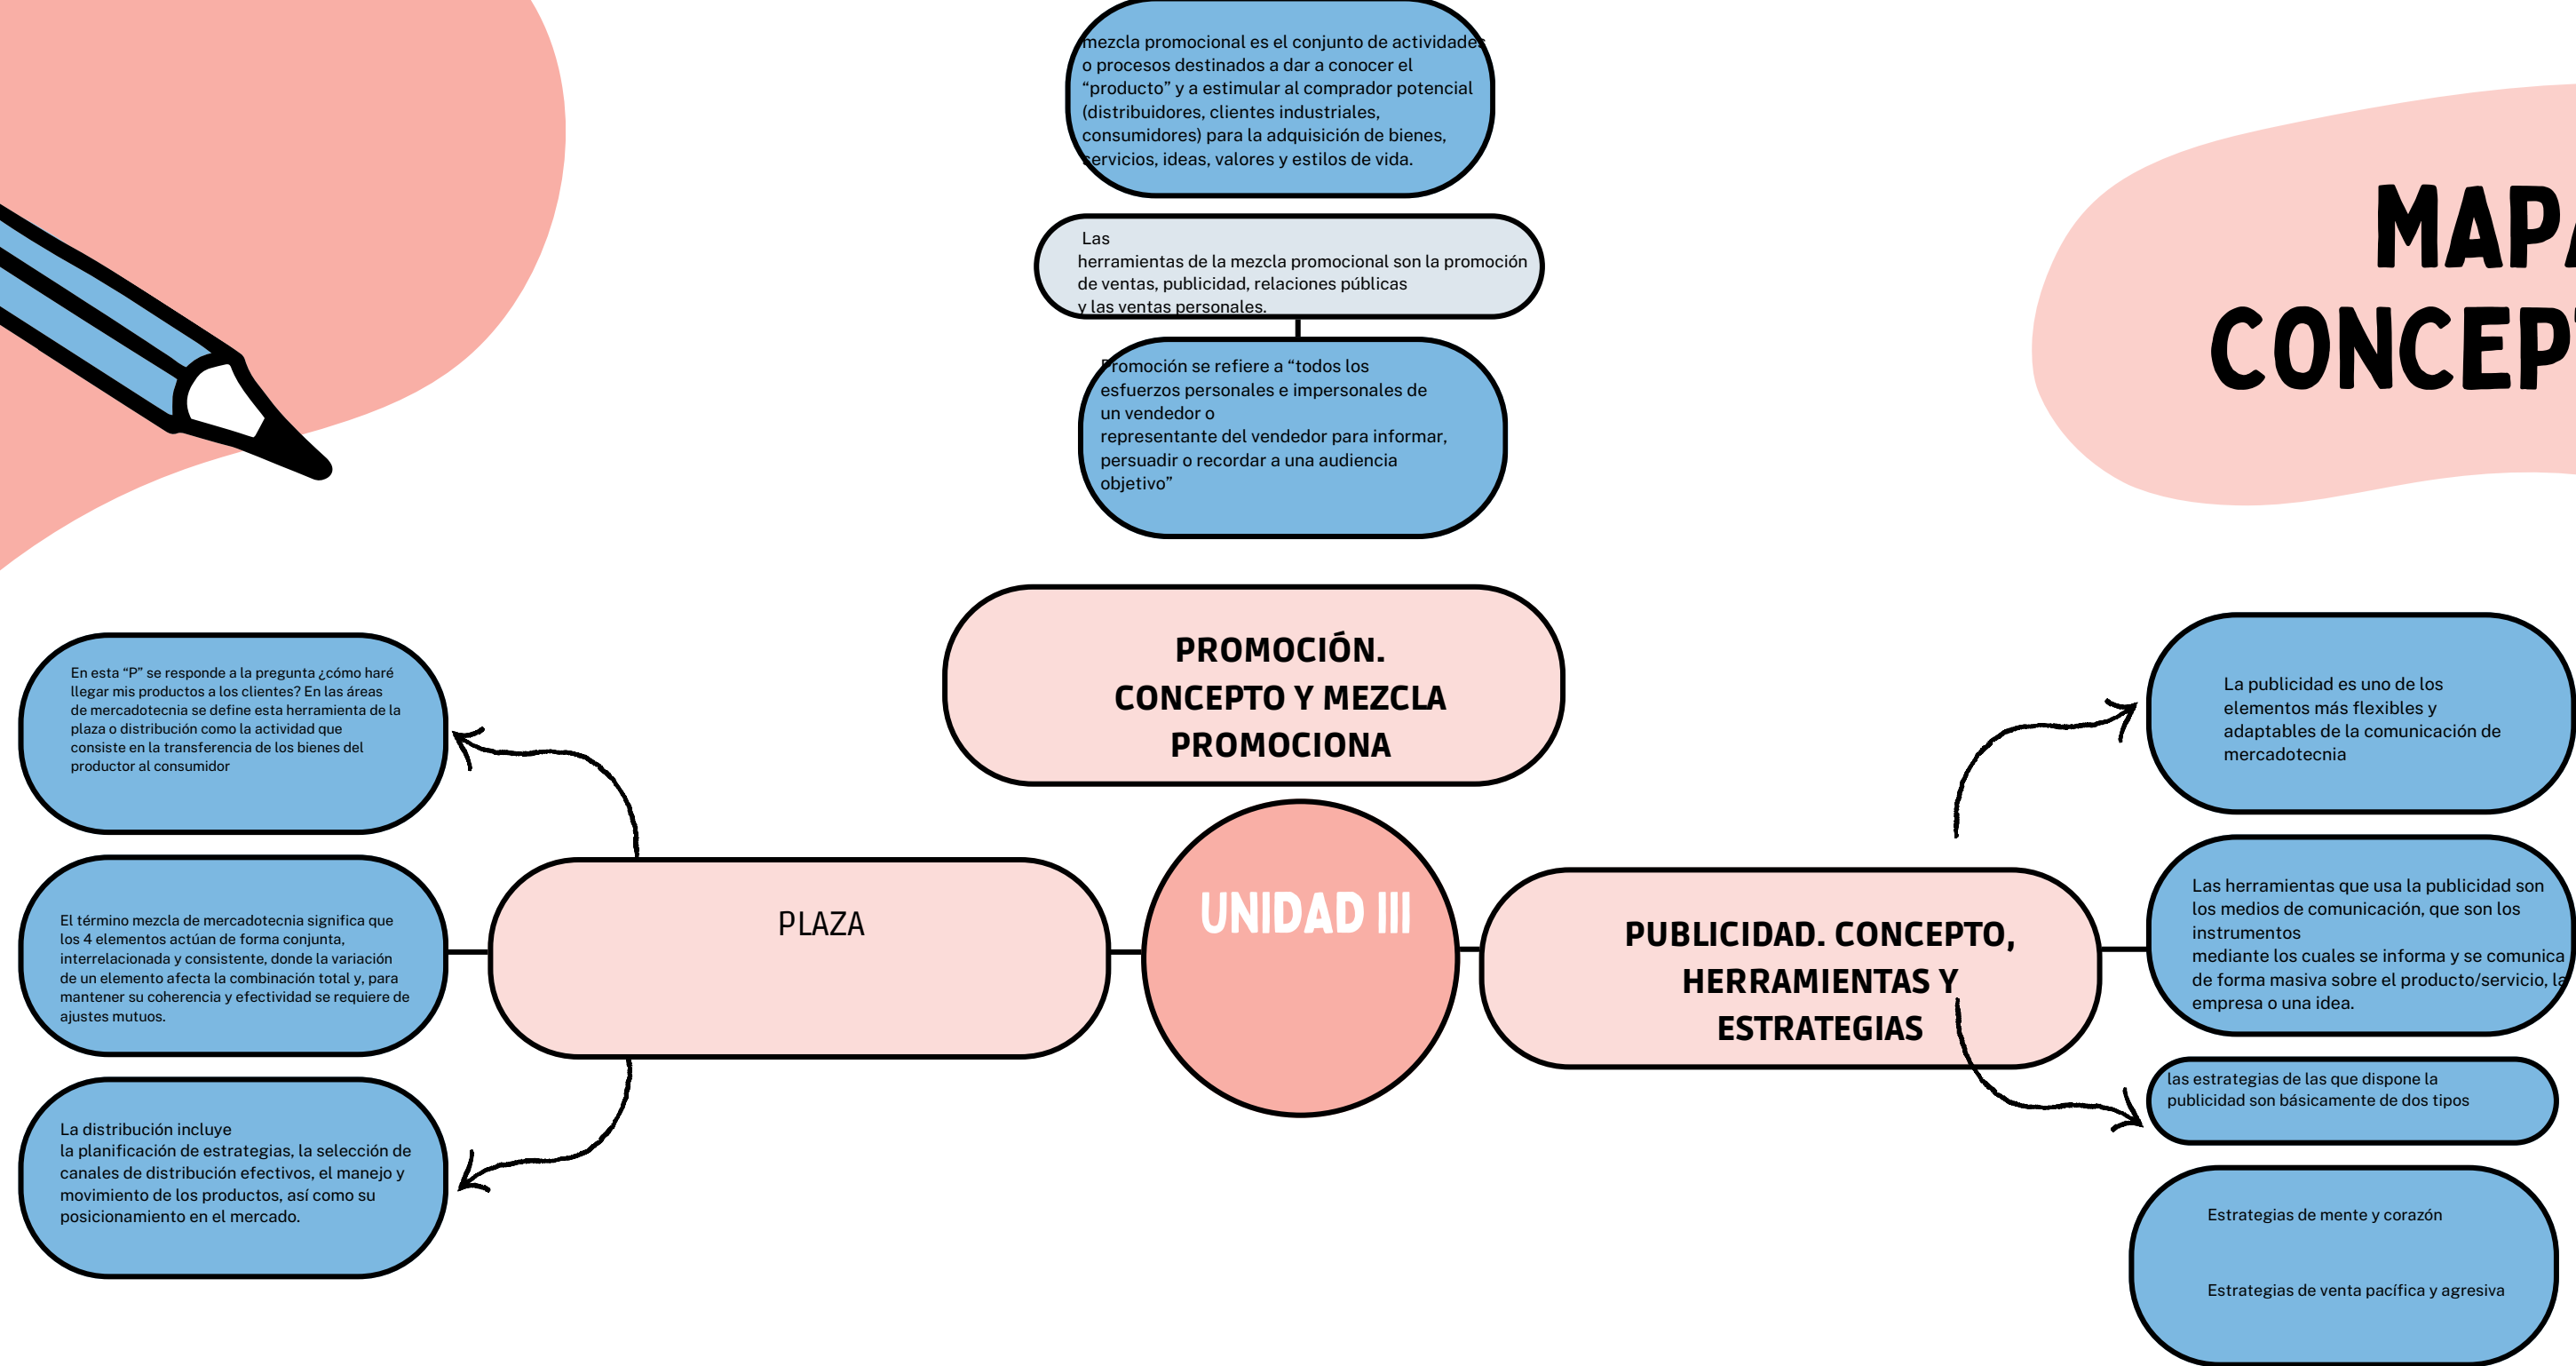 mezcla promocional es el conjunto de actividades
o procesos destinados a dar a conocer el
“producto” y a estimular al comprador potencial
(distribuidores, clientes industriales,
consumidores) para la adquisición de bienes,
servicios, ideas, valores y estilos de vida.
Las
herramientas de la mezcla promocional son la promoción
de ventas, publicidad, relaciones públicas
y las ventas personales.
Promoción se refiere a “todos los
esfuerzos personales e impersonales de
un vendedor o
representante del vendedor para informar,
persuadir o recordar a una audiencia
objetivo”
PROMOCIÓN.
CONCEPTO Y MEZCLA
PROMOCIONA
En esta “P” se responde a la pregunta ¿cómo haré
llegar mis productos a los clientes? En las áreas
de mercadotecnia se define esta herramienta de la
plaza o distribución como la actividad que
consiste en la transferencia de los bienes del
productor al consumidor
El término mezcla de mercadotecnia significa que
los 4 elementos actúan de forma conjunta,
interrelacionada y consistente, donde la variación
de un elemento afecta la combinación total y, para
mantener su coherencia y efectividad se requiere de
ajustes mutuos.
La distribución incluye
la planificación de estrategias, la selección de
canales de distribución efectivos, el manejo y
movimiento de los productos, así como su
posicionamiento en el mercado.
PLAZA
UNIDAD III
PUBLICIDAD. CONCEPTO,
HERRAMIENTAS Y
ESTRATEGIAS
MAPA
CONCEPT
La publicidad es uno de los
elementos más flexibles y
adaptables de la comunicación de
mercadotecnia
Las herramientas que usa la publicidad son
los medios de comunicación, que son los
instrumentos
mediante los cuales se informa y se comunica
de forma masiva sobre el producto/servicio, la
empresa o una idea.
las estrategias de las que dispone la
publicidad son básicamente de dos tipos
Estrategias de mente y corazón
Estrategias de venta pacífica y agresiva